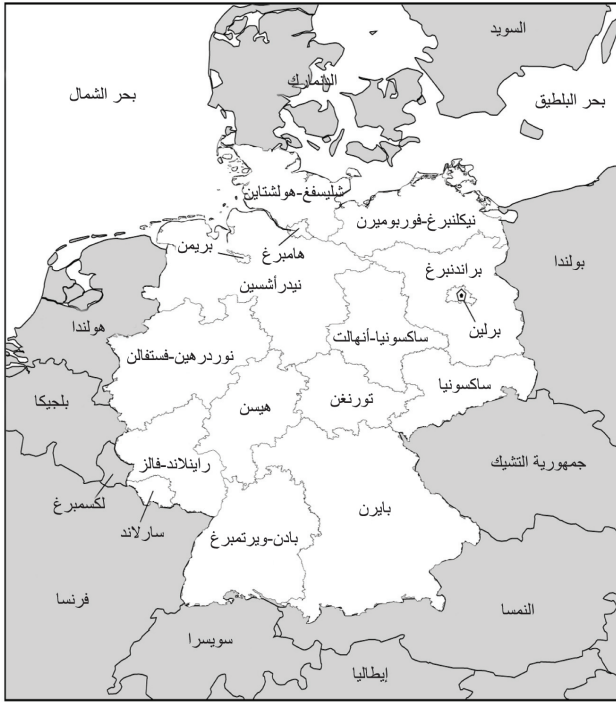 السويد
الدنمارك
بحر الشمال
بحر البلطيق
شليسفغ-هولشتاين
نيكلنبرغ-فوربوميرن
هامبرغ
بريمن
براندنبرغ
بولندا
نيدرأشسين
هولندا
برلين
ساكسونيا-أنهالت
نوردرهين-فستفالن
بلجيكا
هيسن
تورنغن
ساكسونيا
راينلاند-فالز
جمهورية التشيك
لكسمبرغ
سارلاند
بادن-ويرتمبرغ
بايرن
فرنسا
النمسا
سويسرا
إيطاليا